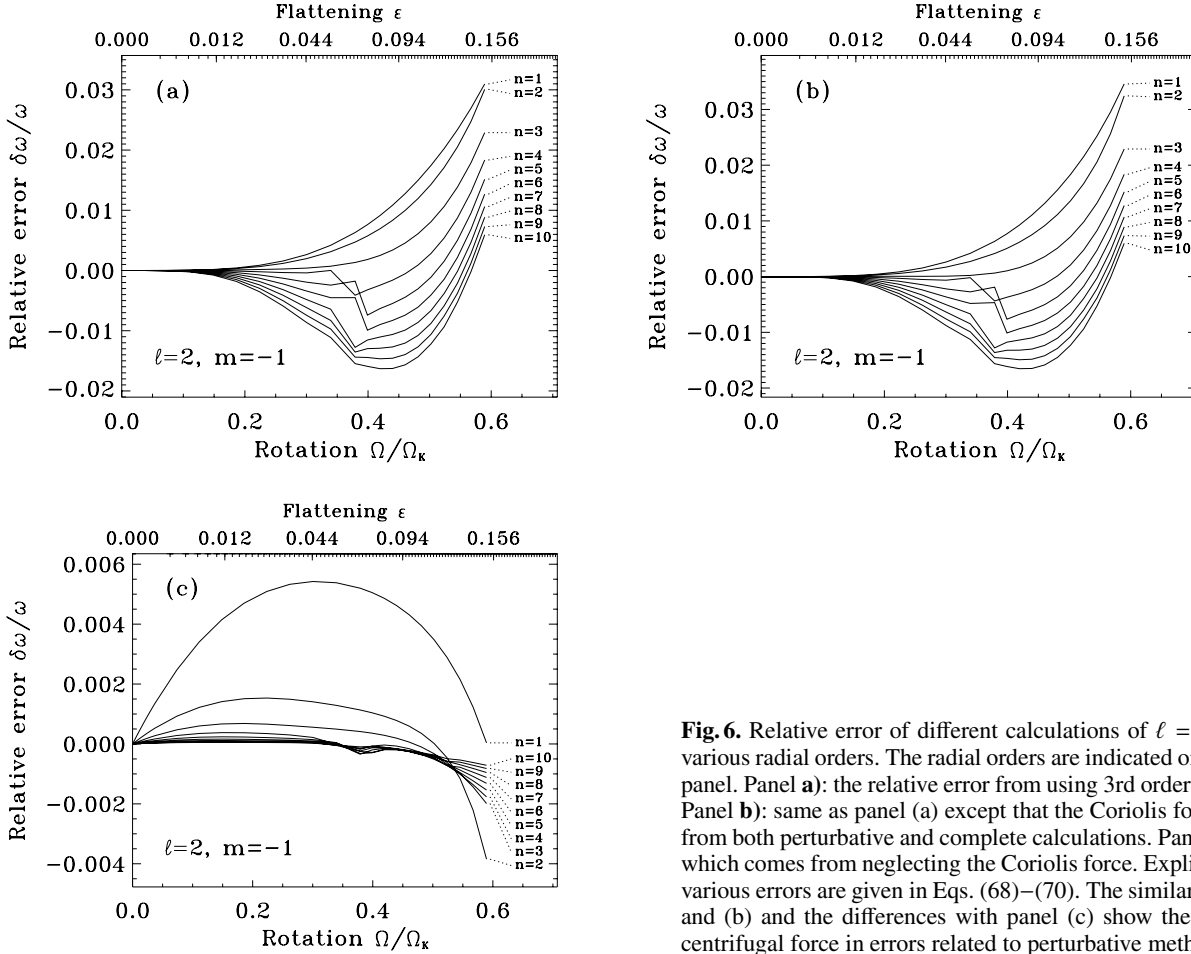 Flattening ε
0.000 0.012 0.044 0.094 0.156
(a)
Relative error δω/ω
0.03
0.02
0.01
0.00
−0.01
−0.02
n=1
n=2
n=3
n=4
n=5
n=6
n=7
n=8
n=9
n=10
ℓ=2, m=−1
0.0 0.2 0.4 0.6
Rotation Ω/Ω_K
Flattening ε
0.000 0.012 0.044 0.094 0.156
(b)
Relative error δω/ω
0.03
0.02
0.01
0.00
−0.01
−0.02
n=1
n=2
n=3
n=4
n=5
n=6
n=7
n=8
n=9
n=10
ℓ=2, m=−1
0.0 0.2 0.4 0.6
Rotation Ω/Ω_K
Flattening ε
0.000 0.012 0.044 0.094 0.156
(c)
Relative error δω/ω
0.006
0.004
0.002
0.000
−0.002
−0.004
n=1
n=10
n=9
n=8
n=7
n=6
n=5
n=4
n=3
n=2
ℓ=2, m=−1
0.0 0.2 0.4 0.6
Rotation Ω/Ω_K
Fig. 6. Relative error of different calculations of ℓ =
various radial orders. The radial orders are indicated o
panel. Panel a): the relative error from using 3rd order
Panel b): same as panel (a) except that the Coriolis fo
from both perturbative and complete calculations. Pan
which comes from neglecting the Coriolis force. Expli
various errors are given in Eqs. (68)−(70). The similar
and (b) and the differences with panel (c) show the
centrifugal force in errors related to perturbative meth